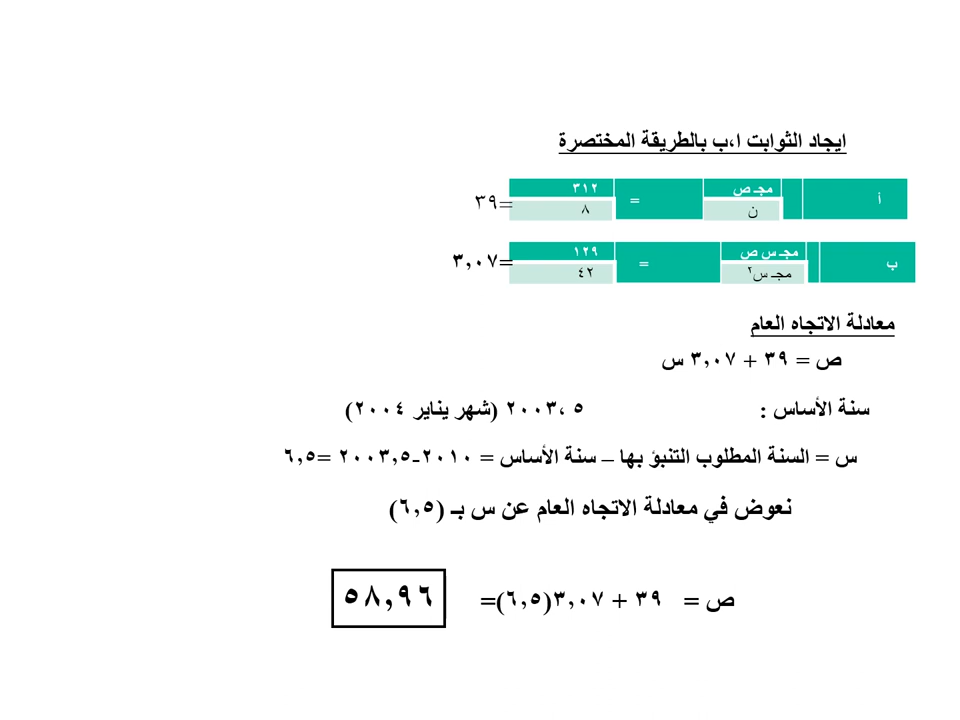 ايجاد الثوابت ا،ب بالطريقة المختصرة
أ = مجـ ص / ن = ٣١٢ / ٨ =٣٩
ب = مجـ س ص / مجـ س٢ = ١٢٩ / ٤٢ =٣,٠٧
معادلة الاتجاه العام
ص = ٣٩ + ٣,٠٧ س
سنة الأساس : ٢٠٠٣،٥ (شهر يناير ٢٠٠٤)
س = السنة المطلوب التنبؤ بها – سنة الأساس = ٢٠١٠-٢٠٠٣,٥ =٦,٥
نعوض في معادلة الاتجاه العام عن س بـ (٦,٥)
ص = ٣٩ + ٣,٠٧(٦,٥)= ٥٨,٩٦